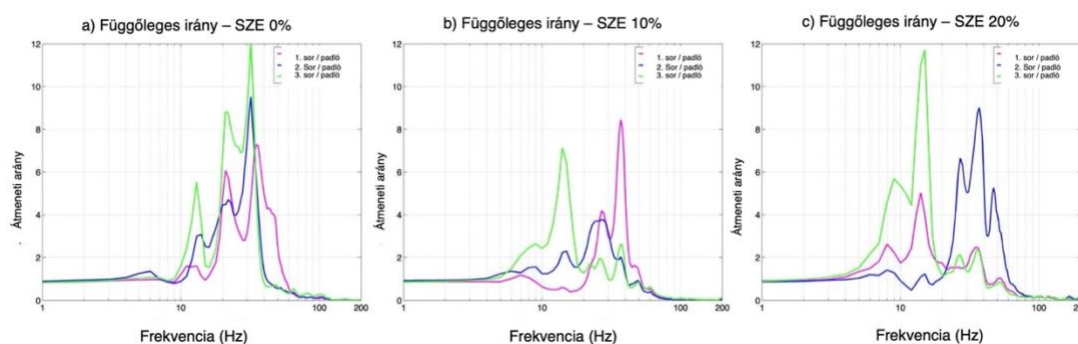 a) Függőleges irány – SZE 0%
12
10
8
6
4
2
0
1
10
100
200
Átmeneti arány
Frekvencia (Hz)
1. sor / padló
2. Sor / padló
3. sor / padló
b) Függőleges irány – SZE 10%
12
10
8
6
4
2
0
1
10
100
200
Átmeneti arány
Frekvencia (Hz)
1. sor / padló
2. Sor / padló
3. sor / padló
c) Függőleges irány – SZE 20%
12
10
8
6
4
2
0
1
10
100
Átmeneti arány
Frekvencia (Hz)
1. sor / padló
2. Sor / padló
3. sor / padló